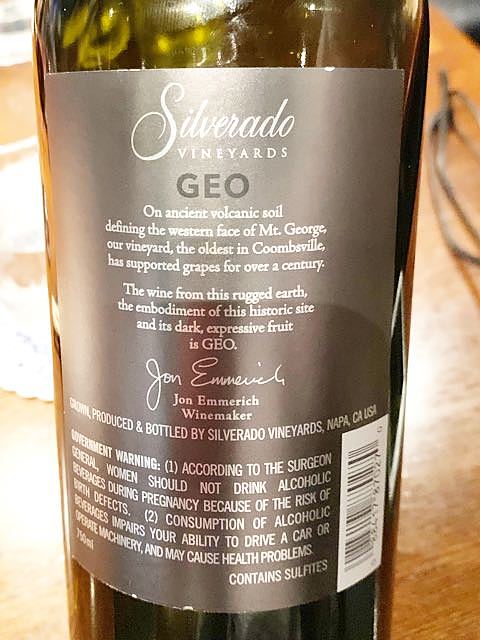 Silverado
VINEYARDS
GEO
On ancient volcanic soil
defining the western face of Mt. George,
our vineyard, the oldest in Coombsville,
has supported grapes for over a century.
The wine from this rugged earth,
the embodiment of this historic site
and its dark, expressive fruit
is GEO.
Jon Emmerich
Jon Emmerich
Winemaker
GROWN, PRODUCED & BOTTLED BY SILVERADO VINEYARDS, NAPA, CA USA
GOVERNMENT WARNING: (1) ACCORDING TO THE SURGEON
GENERAL, WOMEN SHOULD NOT DRINK ALCOHOLIC
BEVERAGES DURING PREGNANCY BECAUSE OF THE RISK OF
BIRTH DEFECTS. (2) CONSUMPTION OF ALCOHOLIC
BEVERAGES IMPAIRS YOUR ABILITY TO DRIVE A CAR OR
OPERATE MACHINERY, AND MAY CAUSE HEALTH PROBLEMS.
750ml
CONTAINS SULFITES